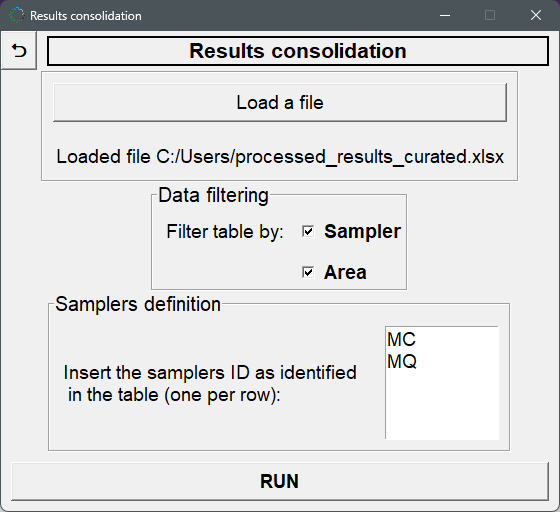 Results consolidation
Results consolidation
Load a file
Loaded file C:/Users/processed_results_curated.xlsx
Data filtering
Filter table by: Sampler
Area
Samplers definition
Insert the samplers ID as identified
in the table (one per row):
MC
MQ
RUN